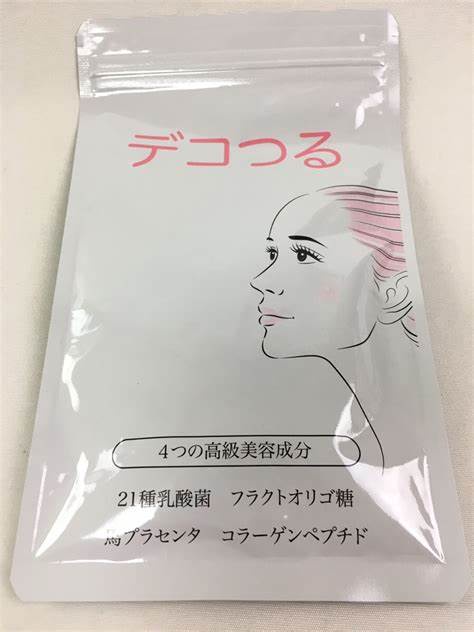 デコつる
4つの高級美容成分
21種乳酸菌 フラクトオリゴ糖
馬プラセンタ コラーゲンペプチド